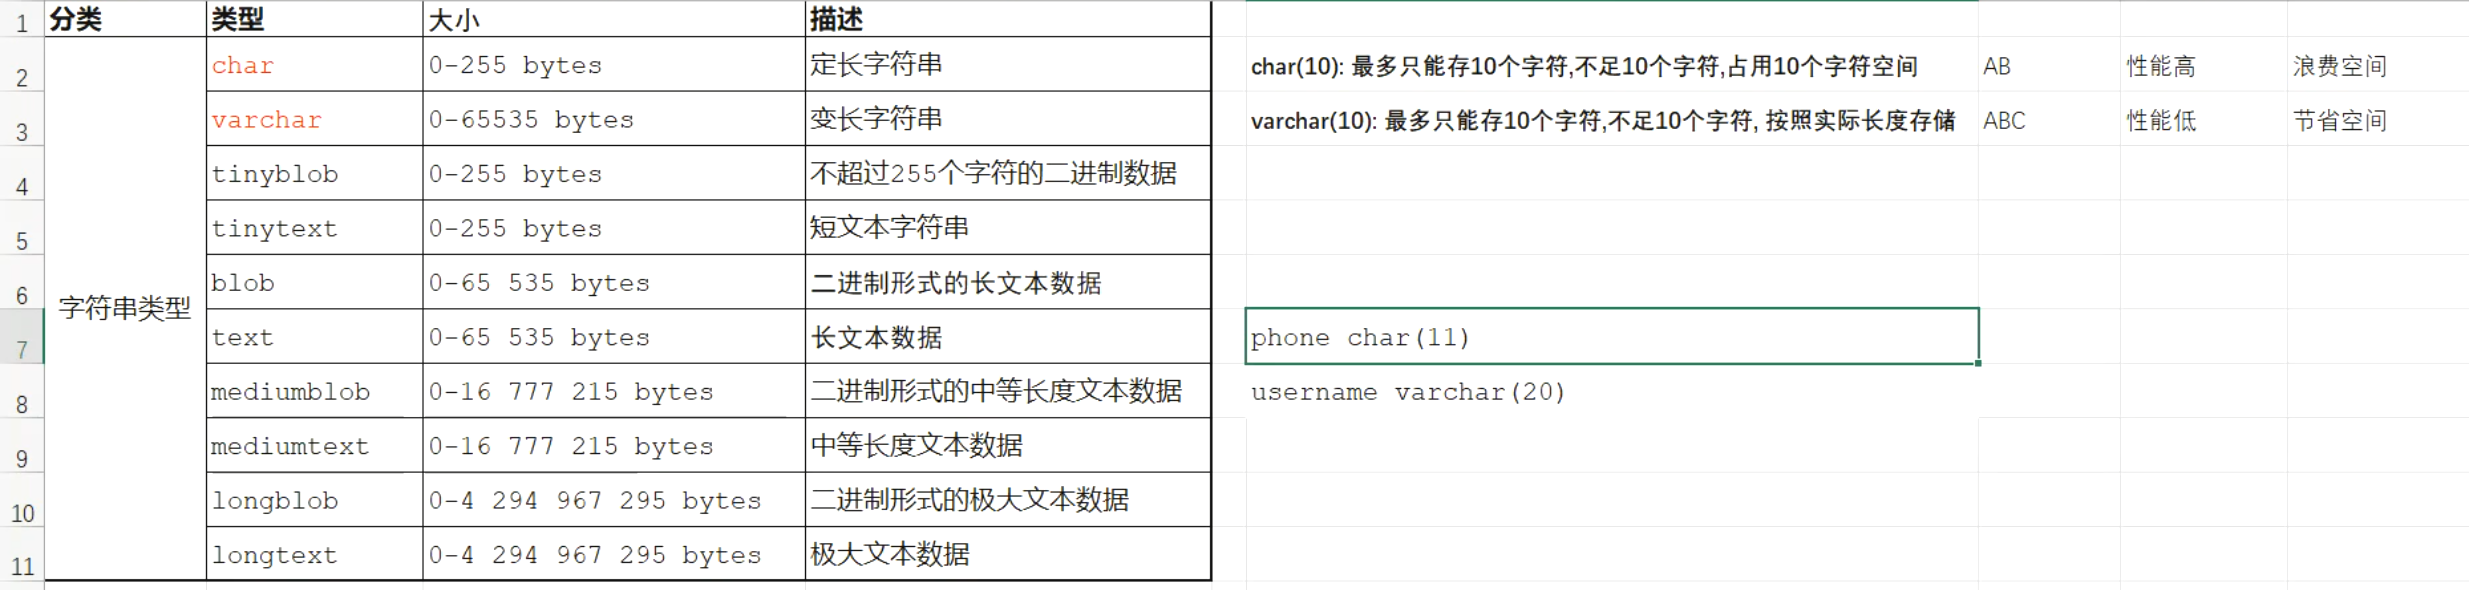 1 分类 类型 大小 描述
2 char 0-255 bytes 定长字符串 char(10): 最多只能存10个字符,不足10个字符,占用10个字符空间 AB 性能高 浪费空间
3 varchar 0-65535 bytes 变长字符串 varchar(10): 最多只能存10个字符,不足10个字符, 按照实际长度存储 ABC 性能低 节省空间
4 tinyblob 0-255 bytes 不超过255个字符的二进制数据
5 tinytext 0-255 bytes 短文本字符串
6 blob 0-65 535 bytes 二进制形式的长文本数据
字符串类型
7 text 0-65 535 bytes 长文本数据 phone char(11)
8 mediumblob 0-16 777 215 bytes 二进制形式的中等长度文本数据 username varchar(20)
9 mediumtext 0-16 777 215 bytes 中等长度文本数据
10 longblob 0-4 294 967 295 bytes 二进制形式的极大文本数据
11 longtext 0-4 294 967 295 bytes 极大文本数据